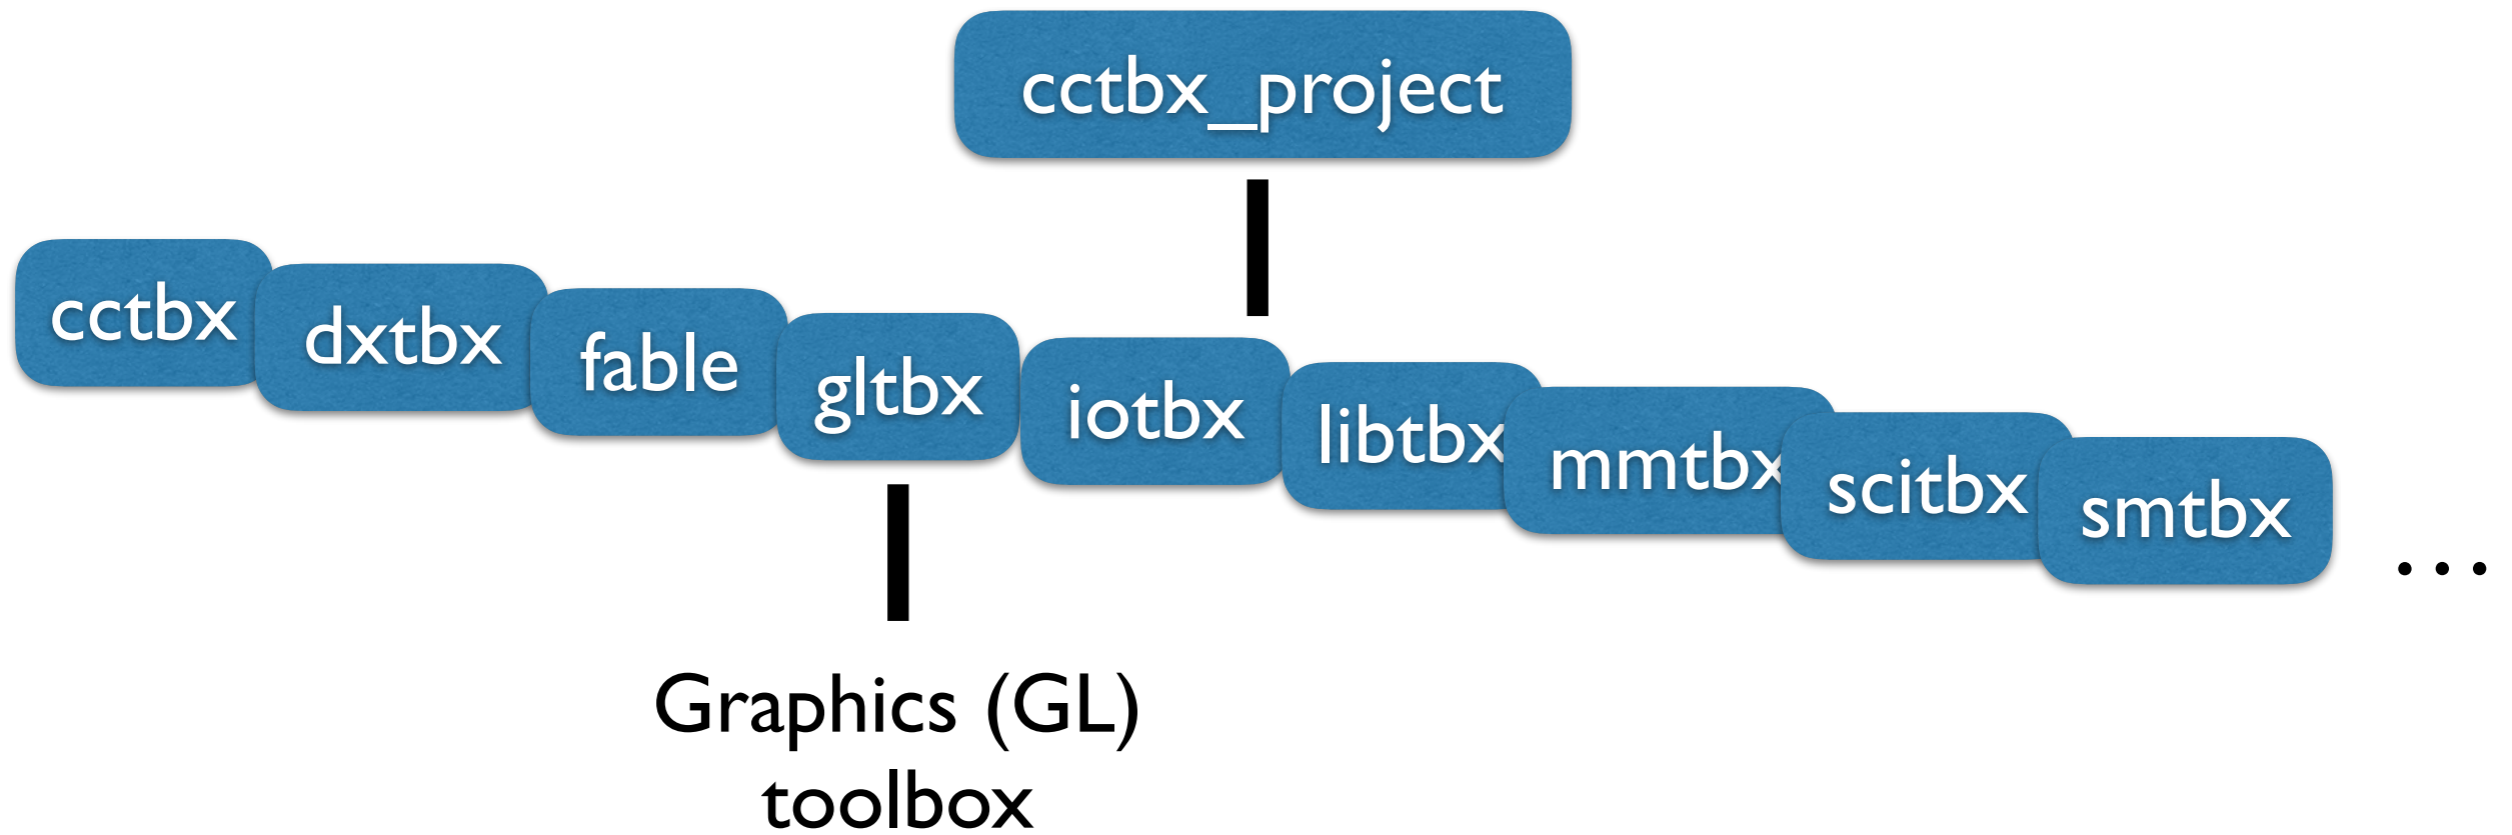 cctbx_project
cctbx
dxtbx
fable
gltbx
iotbx
libtbx
mmtbx
scitbx
smtbx
...
Graphics (GL)
toolbox